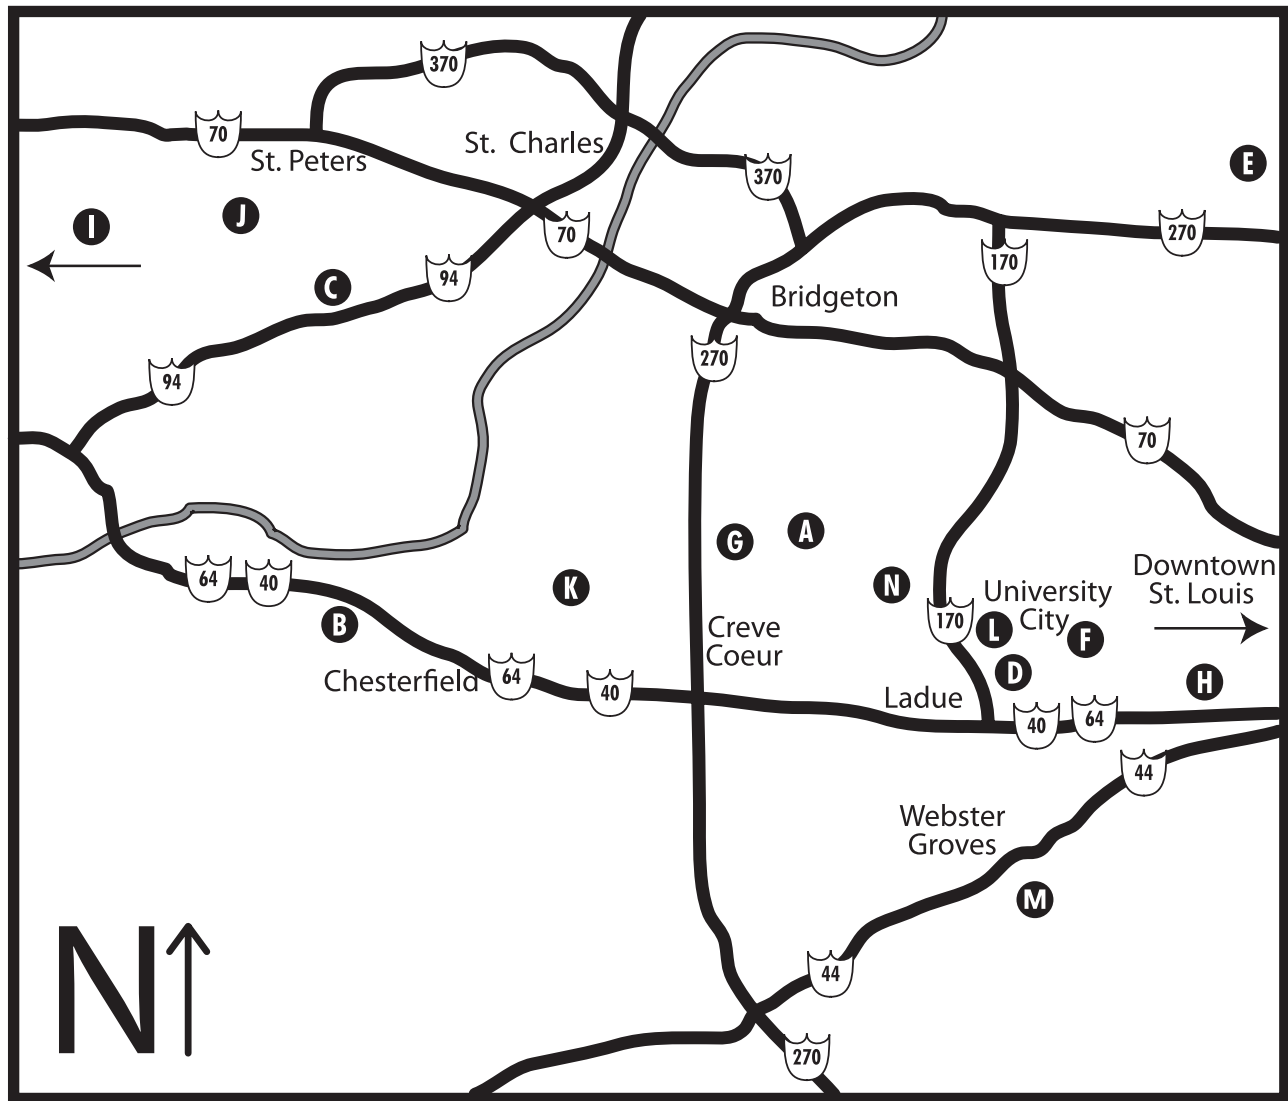 370
70
St. Peters
St. Charles
E
370
J
I
70
270
170
94
C
Bridgeton
270
94
70
A
G
Downtown
St. Louis
64
40
K
N
University
City
170
L
F
B
Creve
Coeur
D
Chesterfield
64
40
Ladue
H
40
64
44
Webster
Groves
M
N
44
270